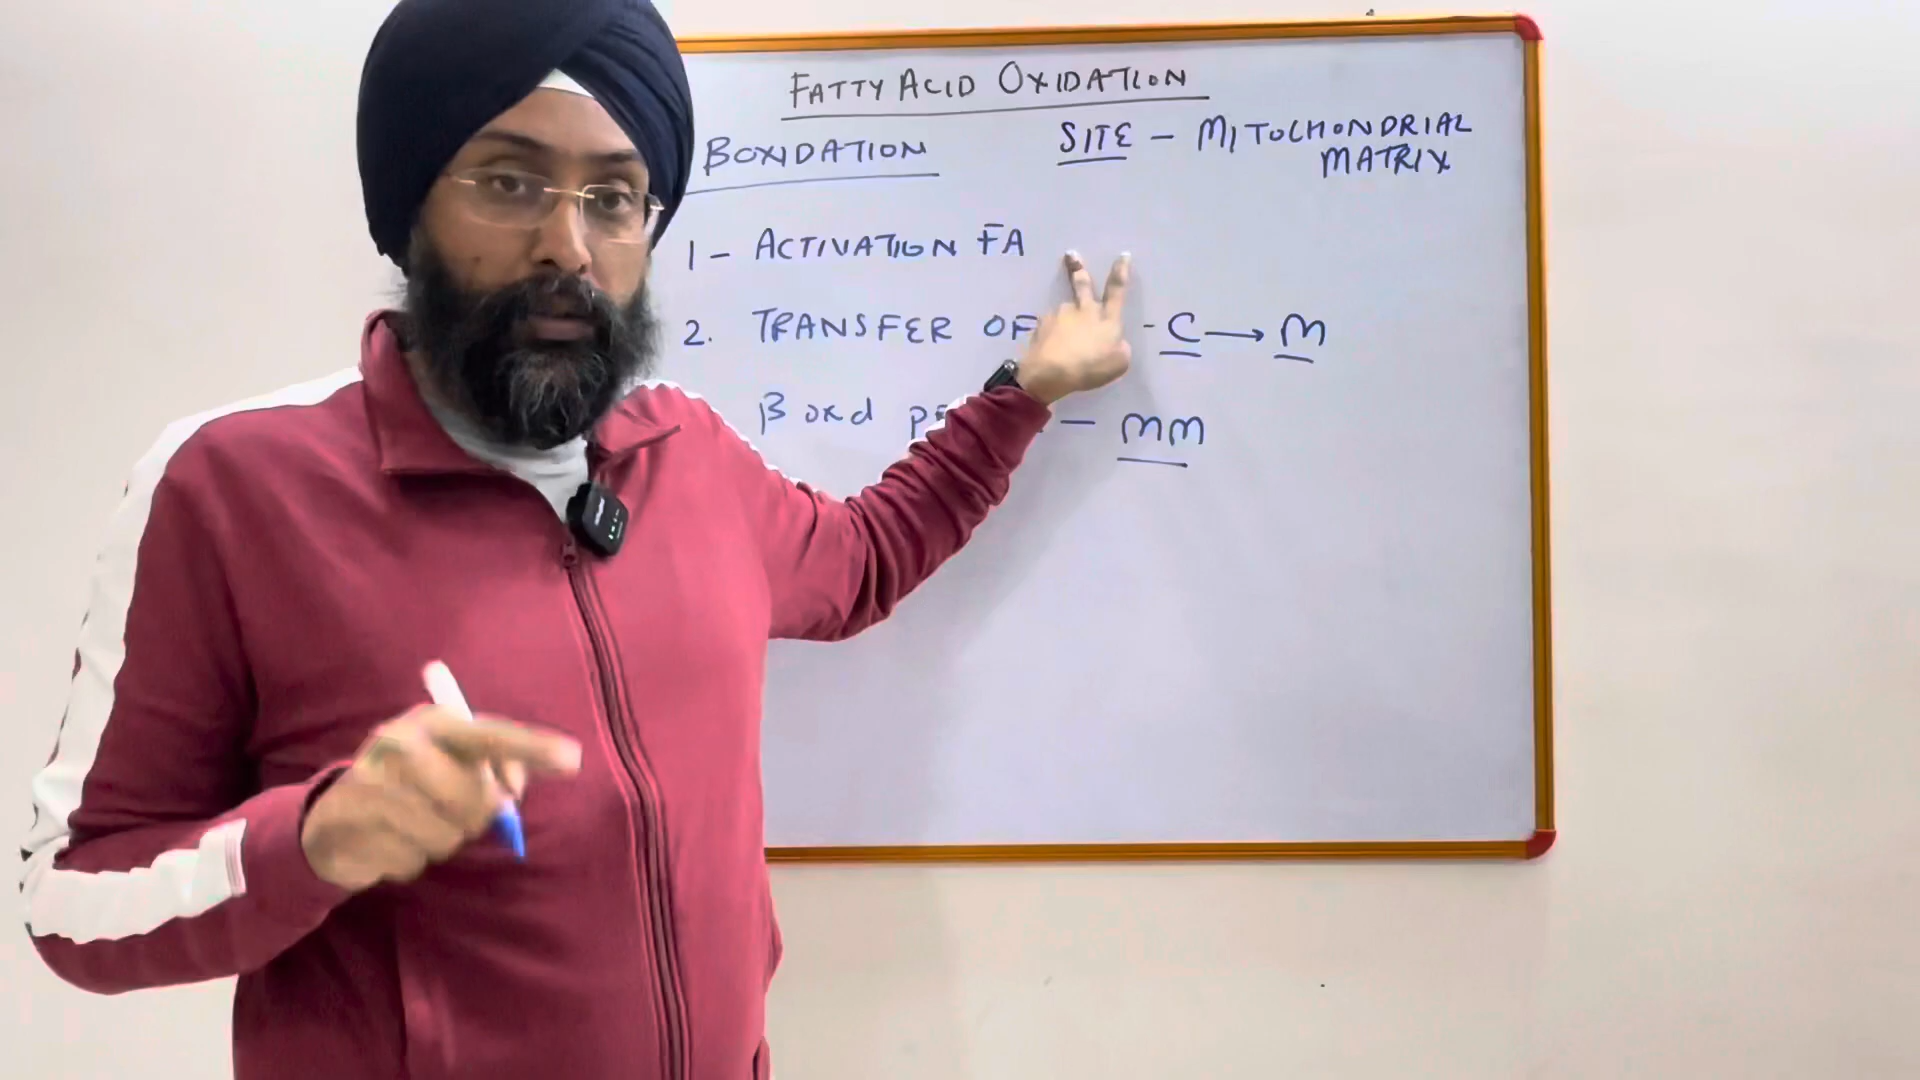 FATTY ACID OXIDATION
BOXIDATION
SITE - MITOCHONDRIAL
MATRIX
1 - ACTIVATION FA
2. TRANSFER OF - C → M
β oxd - MM